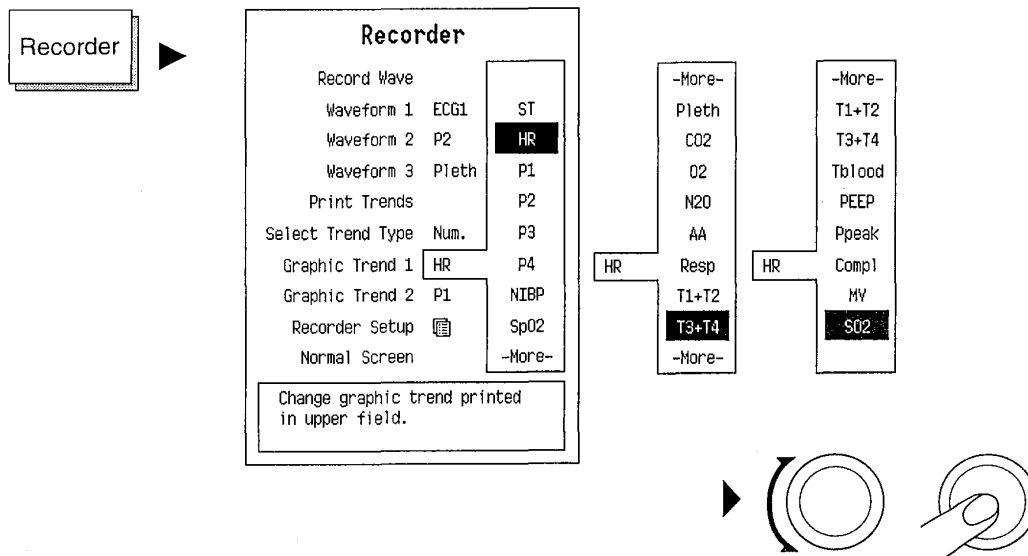 Recorder
Recorder
Record Wave
Waveform 1 ECG1
Waveform 2 P2
Waveform 3 Pleth
Print Trends
Select Trend Type Num.
Graphic Trend 1 HR
Graphic Trend 2 P1
Recorder Setup
Normal Screen
ST
HR
P1
P2
P3
P4
NIBP
SpO2
-More-
Change graphic trend printed
in upper field.
HR
-More-
Pleth
CO2
O2
N2O
AA
Resp
T1+T2
T3+T4
-More-
HR
-More-
T1+T2
T3+T4
Tblood
PEEP
Ppeak
Compl
MV
SO2